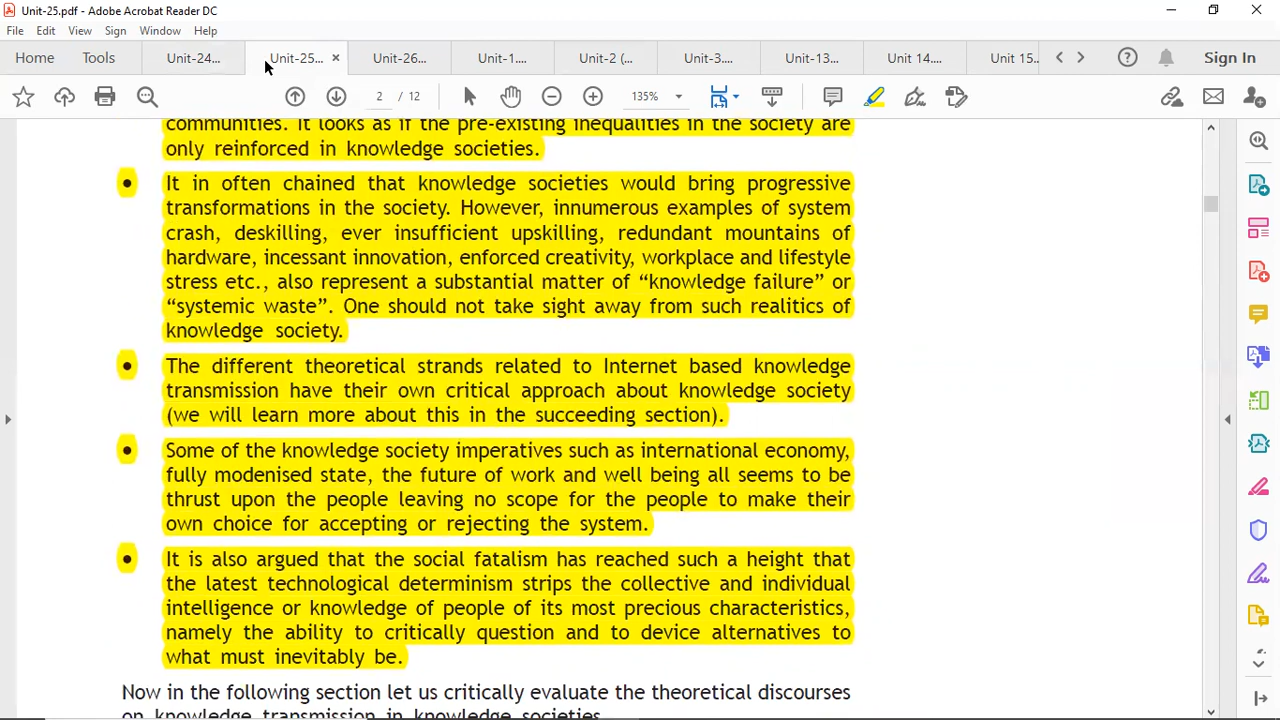 Unit-25.pdf - Adobe Acrobat Reader DC
File Edit View Sign Window Help
Home Tools Unit-24... Unit-25... × Unit-26... Unit-1.... Unit-2 (... Unit-3.... Unit-13... Unit 14.... Unit 15.. Sign In
2 / 12 135%
communities. It looks as if the pre-existing inequalities in the society are
only reinforced in knowledge societies.
• It in often chained that knowledge societies would bring progressive
transformations in the society. However, innumerous examples of system
crash, deskilling, ever insufficient upskilling, redundant mountains of
hardware, incessant innovation, enforced creativity, workplace and lifestyle
stress etc., also represent a substantial matter of “knowledge failure” or
“systemic waste”. One should not take sight away from such realitics of
knowledge society.
• The different theoretical strands related to Internet based knowledge
transmission have their own critical approach about knowledge society
(we will learn more about this in the succeeding section).
• Some of the knowledge society imperatives such as international economy,
fully modenised state, the future of work and well being all seems to be
thrust upon the people leaving no scope for the people to make their
own choice for accepting or rejecting the system.
• It is also argued that the social fatalism has reached such a height that
the latest technological determinism strips the collective and individual
intelligence or knowledge of people of its most precious characteristics,
namely the ability to critically question and to device alternatives to
what must inevitably be.
Now in the following section let us critically evaluate the theoretical discourses
on knowledge transmission in knowledge societies.